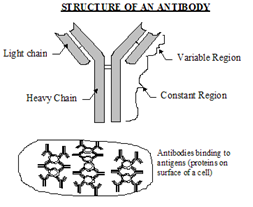 STRUCTURE OF AN ANTIBODY
Light chain
Variable Region
Heavy Chain
Constant Region
Antibodies binding to
antigens (proteins on
surface of a cell)